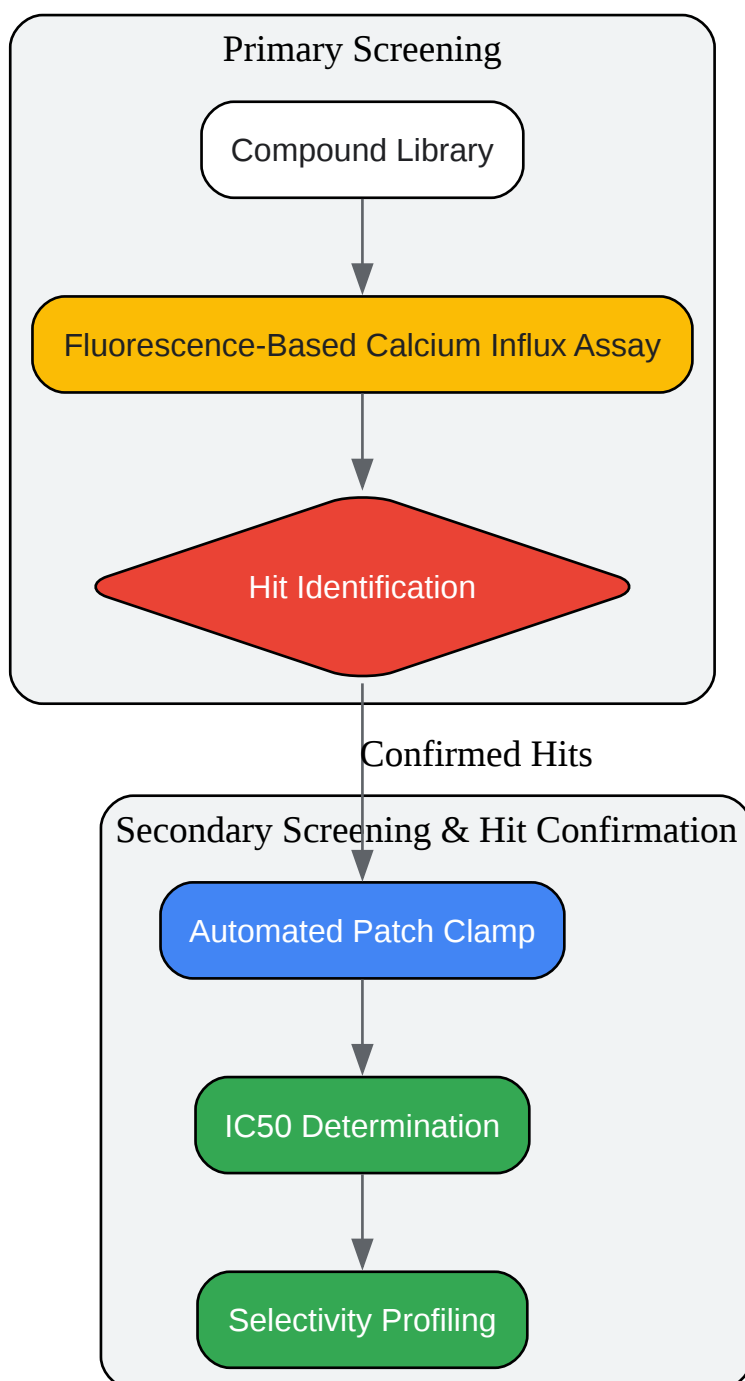 Primary Screening
Compound Library
Fluorescence-Based Calcium Influx Assay
Hit Identification
Confirmed Hits
Secondary Screening & Hit Confirmation
Automated Patch Clamp
IC50 Determination
Selectivity Profiling